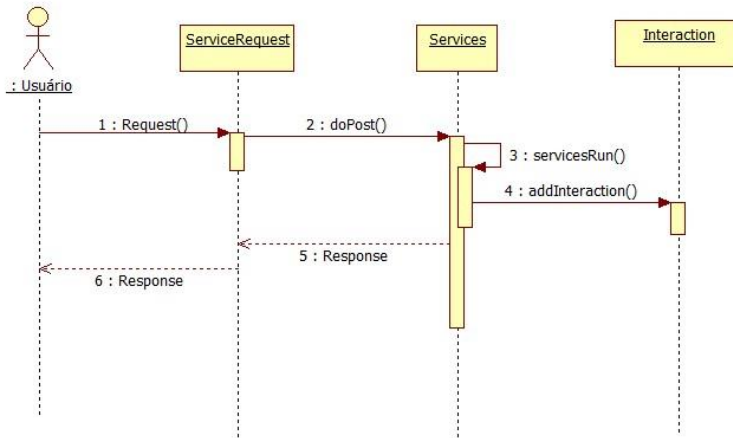 ServiceRequest
Services
Interaction
: Usuário
1 : Request()
2 : doPost()
3 : servicesRun()
4 : addInteraction()
5 : Response
6 : Response